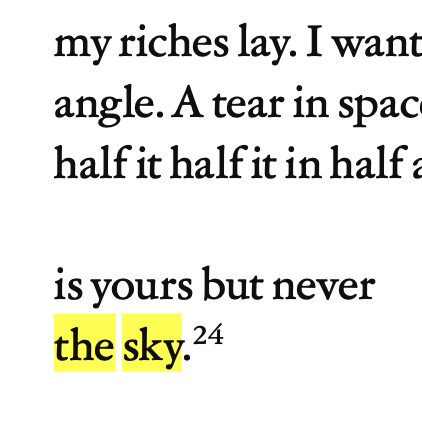 my riches lay. I want
angle. A tear in spac
half it half it in half a
is yours but never
the sky.²⁴